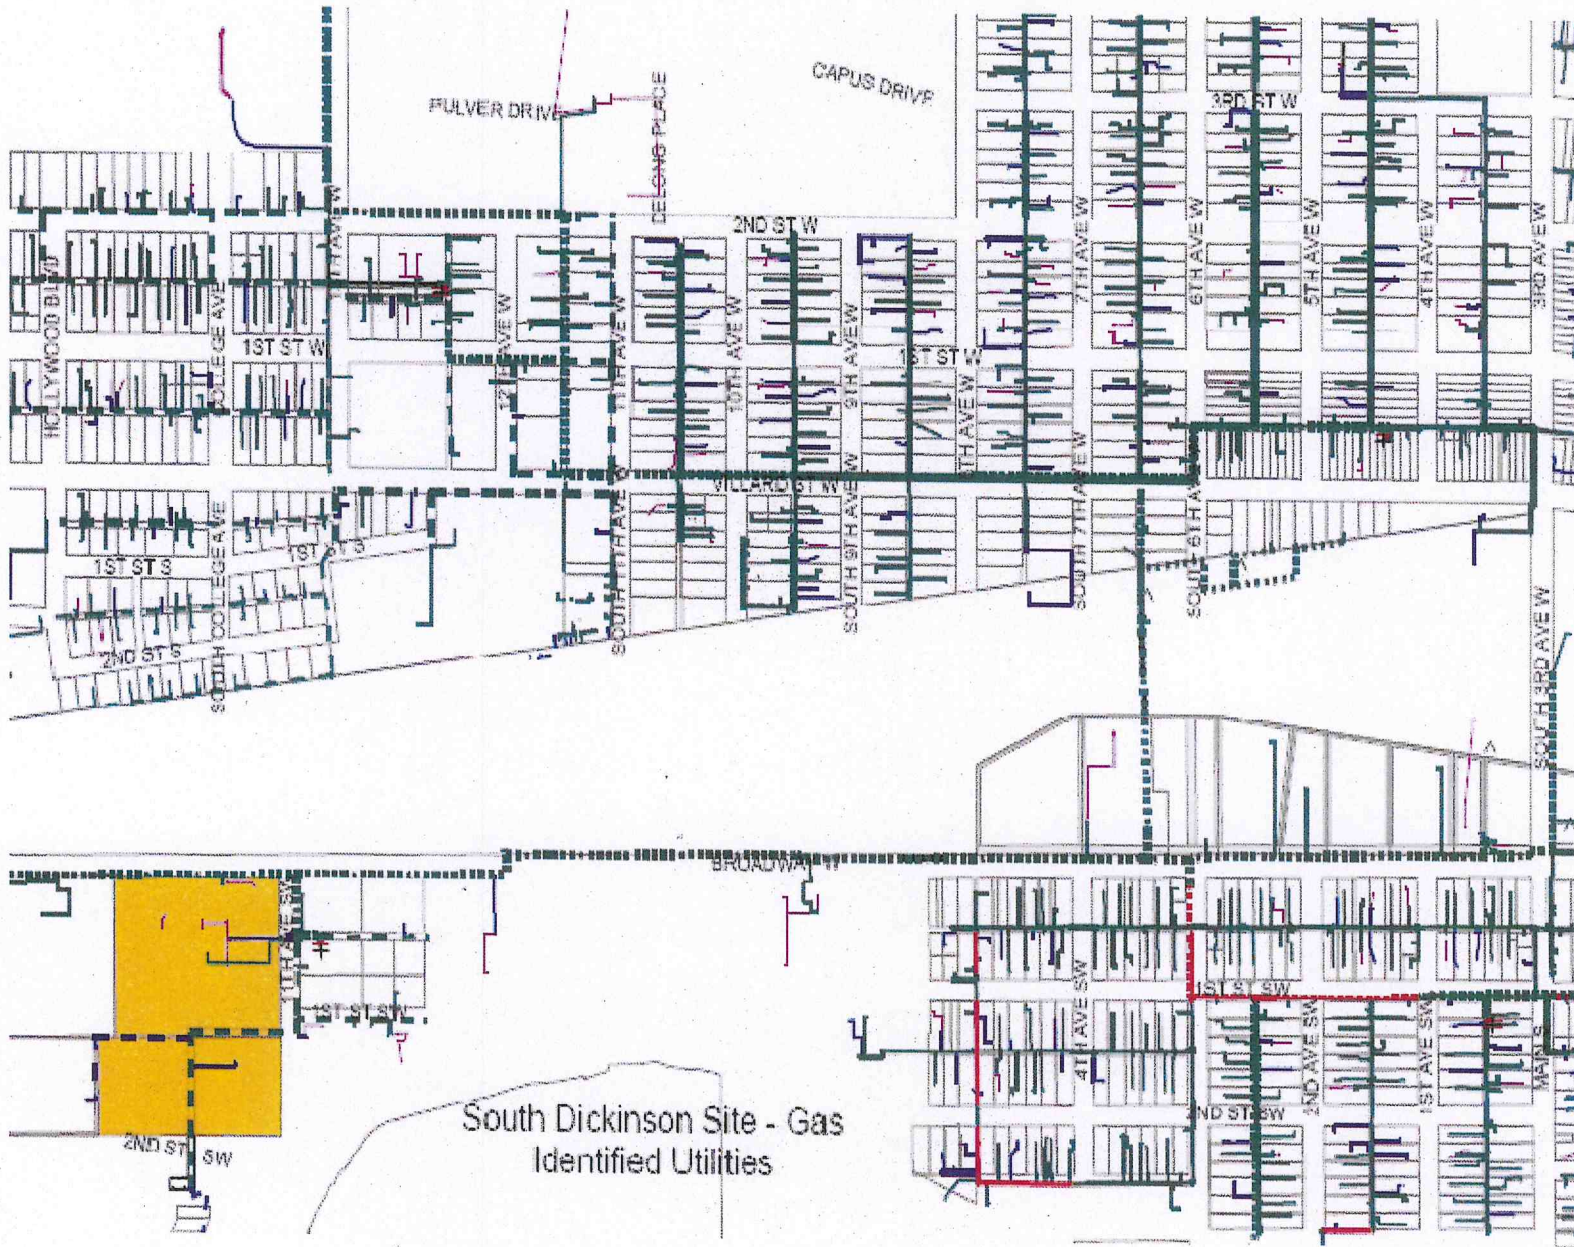 CAPUS DRIVE
PULVER DRIVE
DELONG PLACE
3RD ST W
2ND ST W
HOLLYWOOD BLVD
COLLEGE AVE
11TH AVE W
10TH AVE W
9TH AVE W
7TH AVE W
6TH AVE W
5TH AVE W
4TH AVE W
3RD AVE W
1ST ST W
1ST ST W
8TH AVE W
VILLARD ST W
1ST ST S
1ST ST S
2ND ST S
SOUTH COLLEGE AVE
SOUTH 11TH AVE W
SOUTH 9TH AVE W
SOUTH 7TH AVE W
SOUTH 6TH AVE W
SOUTH 3RD AVE W
BROADWAY W
1ST ST SW
1ST ST SW
4TH AVE SW
2ND AVE SW
1ST AVE SW
MAIN S
2ND ST SW
2ND ST SW
South Dickinson Site - Gas
Identified Utilities